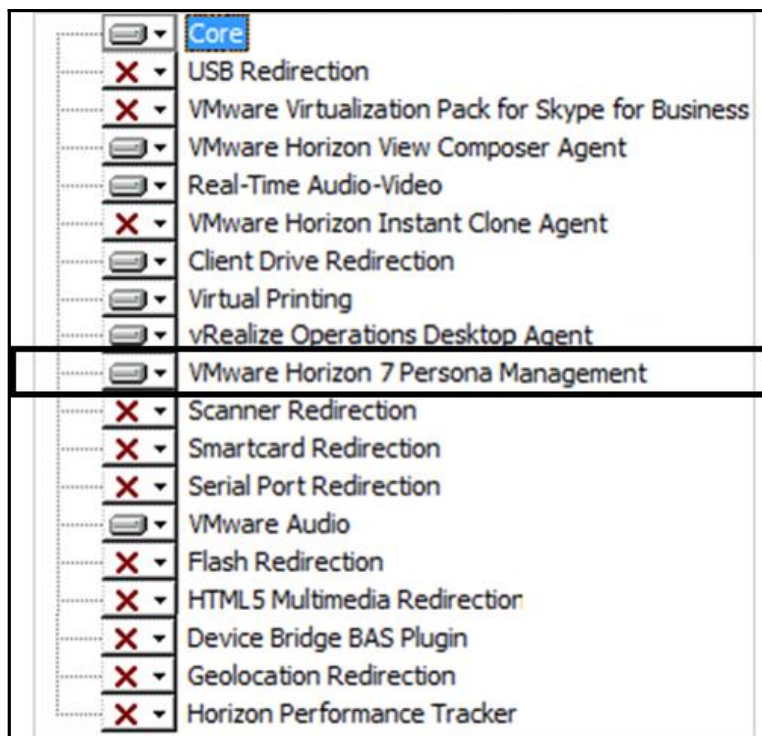 Core
USB Redirection
VMware Virtualization Pack for Skype for Business
VMware Horizon View Composer Agent
Real-Time Audio-Video
VMware Horizon Instant Clone Agent
Client Drive Redirection
Virtual Printing
vRealize Operations Desktop Agent
VMware Horizon 7 Persona Management
Scanner Redirection
Smartcard Redirection
Serial Port Redirection
VMware Audio
Flash Redirection
HTML5 Multimedia Redirection
Device Bridge BAS Plugin
Geolocation Redirection
Horizon Performance Tracker